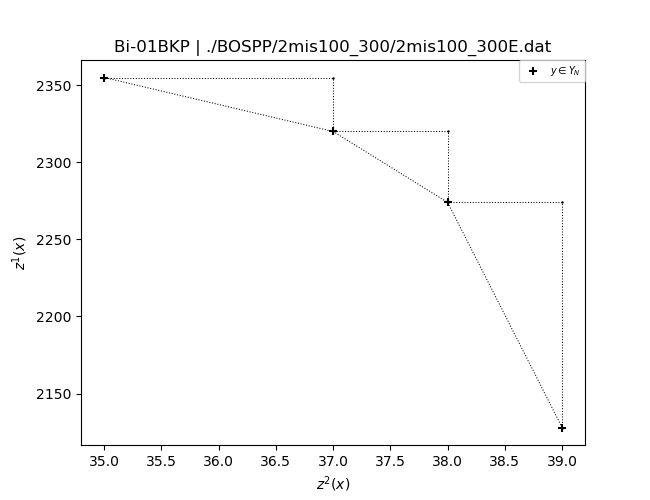 Bi-01BKP | ./BOSPP/2mis100_300/2mis100_300E.dat
y ∈ Y_N
2350
2300
2250
2200
2150
z^1(x)
35.0 35.5 36.0 36.5 37.0 37.5 38.0 38.5 39.0
z^2(x)